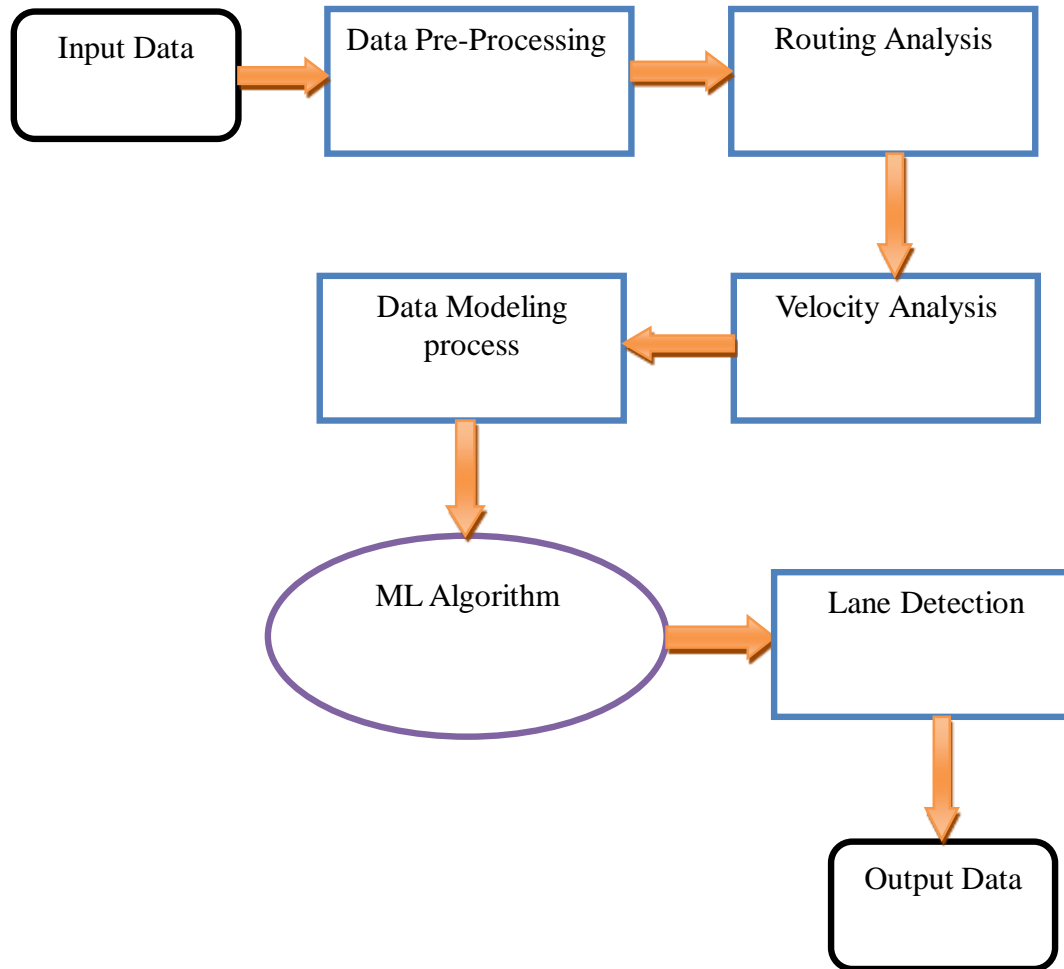 Input Data
Data Pre-Processing
Routing Analysis
Velocity Analysis
Data Modeling
process
ML Algorithm
Lane Detection
Output Data